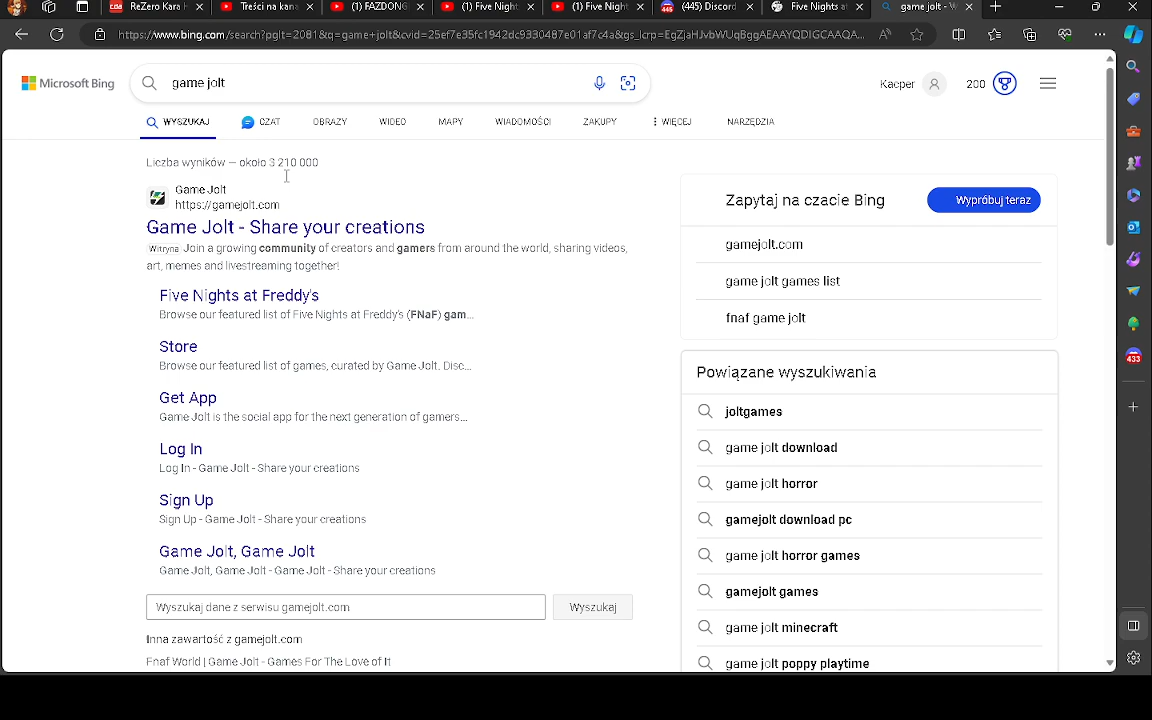 ReZero Kara H
Treści na kana
(1) FAZDONG
(1) Five Night
(1) Five Night
(445) Discord
Five Nights at
game jolt - W
https://www.bing.com/search?pglt=2081&q=game+jolt&cvid=25ef7e35fc1942dc9330487e01af7c4a&gs_lcrp=EgZjaHJvbWUqBggAEAAYQDIGCAAQA...
Microsoft Bing
game jolt
Kacper
200
WYSZUKAJ
CZAT
OBRAZY
WIDEO
MAPY
WIADOMOŚCI
ZAKUPY
WIĘCEJ
NARZĘDZIA
Liczba wyników — około 3 210 000
Game Jolt
https://gamejolt.com
Game Jolt - Share your creations
Witryna Join a growing community of creators and gamers from around the world, sharing videos,
art, memes and livestreaming together!
Five Nights at Freddy's
Browse our featured list of Five Nights at Freddy's (FNaF) gam...
Store
Browse our featured list of games, curated by Game Jolt. Disc...
Get App
Game Jolt is the social app for the next generation of gamers...
Log In
Log In - Game Jolt - Share your creations
Sign Up
Sign Up - Game Jolt - Share your creations
Game Jolt, Game Jolt
Game Jolt, Game Jolt - Game Jolt - Share your creations
Wyszukaj dane z serwisu gamejolt.com
Wyszukaj
Inna zawartość z gamejolt.com
Fnaf World | Game Jolt - Games For The Love of It
Zapytaj na czacie Bing
Wypróbuj teraz
gamejolt.com
game jolt games list
fnaf game jolt
Powiązane wyszukiwania
joltgames
game jolt download
game jolt horror
gamejolt download pc
game jolt horror games
gamejolt games
game jolt minecraft
game jolt poppy playtime
433